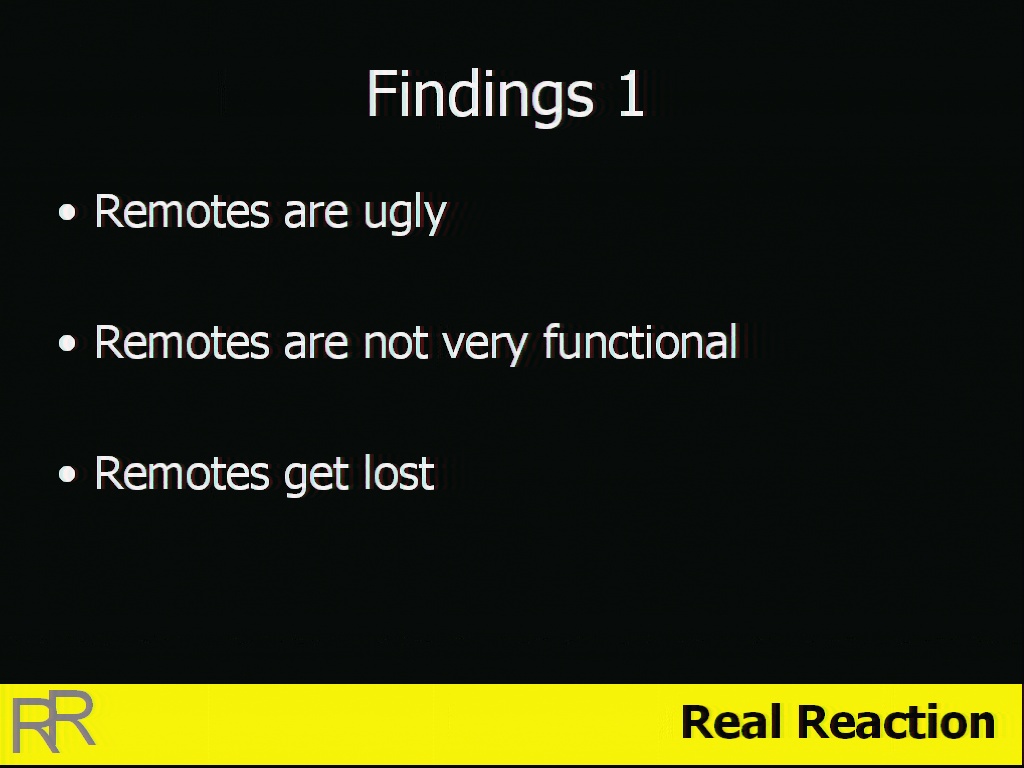 Findings 1
• Remotes are ugly
• Remotes are not very functional
• Remotes get lost
RR
Real Reaction